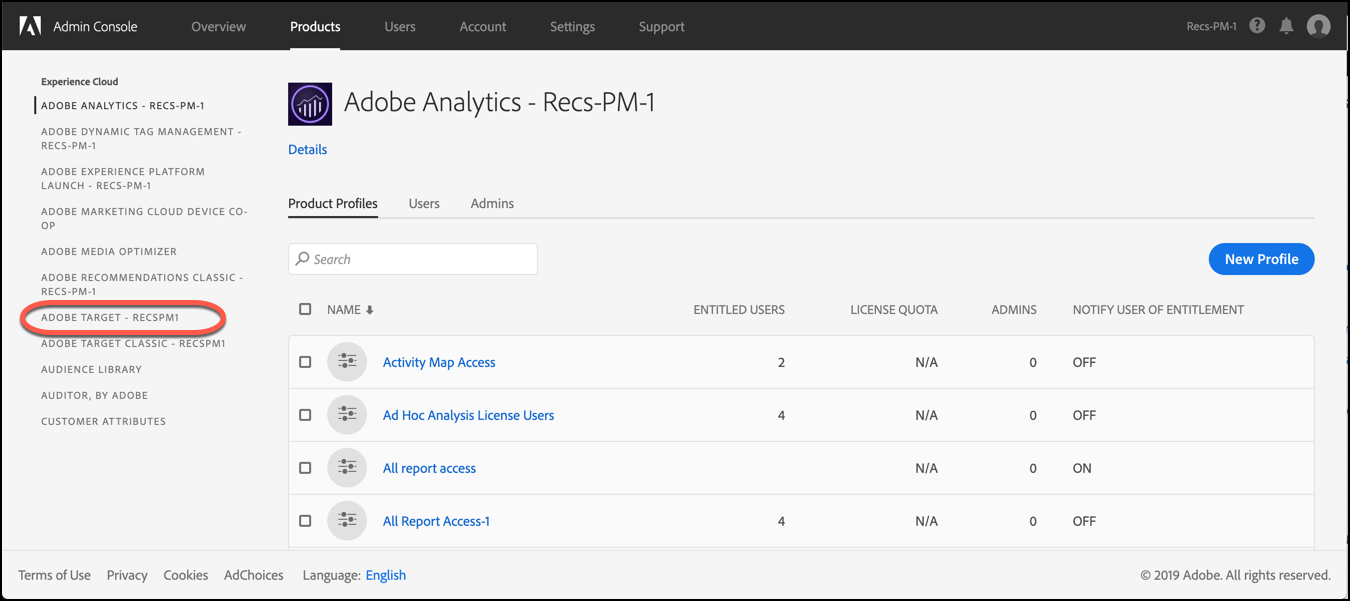 Admin Console
Overview
Products
Users
Account
Settings
Support
Recs-PM-1
?
Experience Cloud
ADOBE ANALYTICS - RECS-PM-1
ADOBE DYNAMIC TAG MANAGEMENT -
RECS-PM-1
ADOBE EXPERIENCE PLATFORM
LAUNCH - RECS-PM-1
ADOBE MARKETING CLOUD DEVICE CO-
OP
ADOBE MEDIA OPTIMIZER
ADOBE RECOMMENDATIONS CLASSIC -
RECS-PM-1
ADOBE TARGET - RECSPM1
ADOBE TARGET CLASSIC - RECSPM1
AUDIENCE LIBRARY
AUDITOR, BY ADOBE
CUSTOMER ATTRIBUTES
Adobe Analytics - Recs-PM-1
Details
Product Profiles
Users
Admins
Search
New Profile
NAME ENTITLED USERS LICENSE QUOTA ADMINS NOTIFY USER OF ENTITLEMENT
Activity Map Access 2 N/A 0 OFF
Ad Hoc Analysis License Users 4 N/A 0 OFF
All report access N/A 0 ON
All Report Access-1 4 N/A 0 OFF
Terms of Use Privacy Cookies AdChoices Language: English
© 2019 Adobe. All rights reserved.